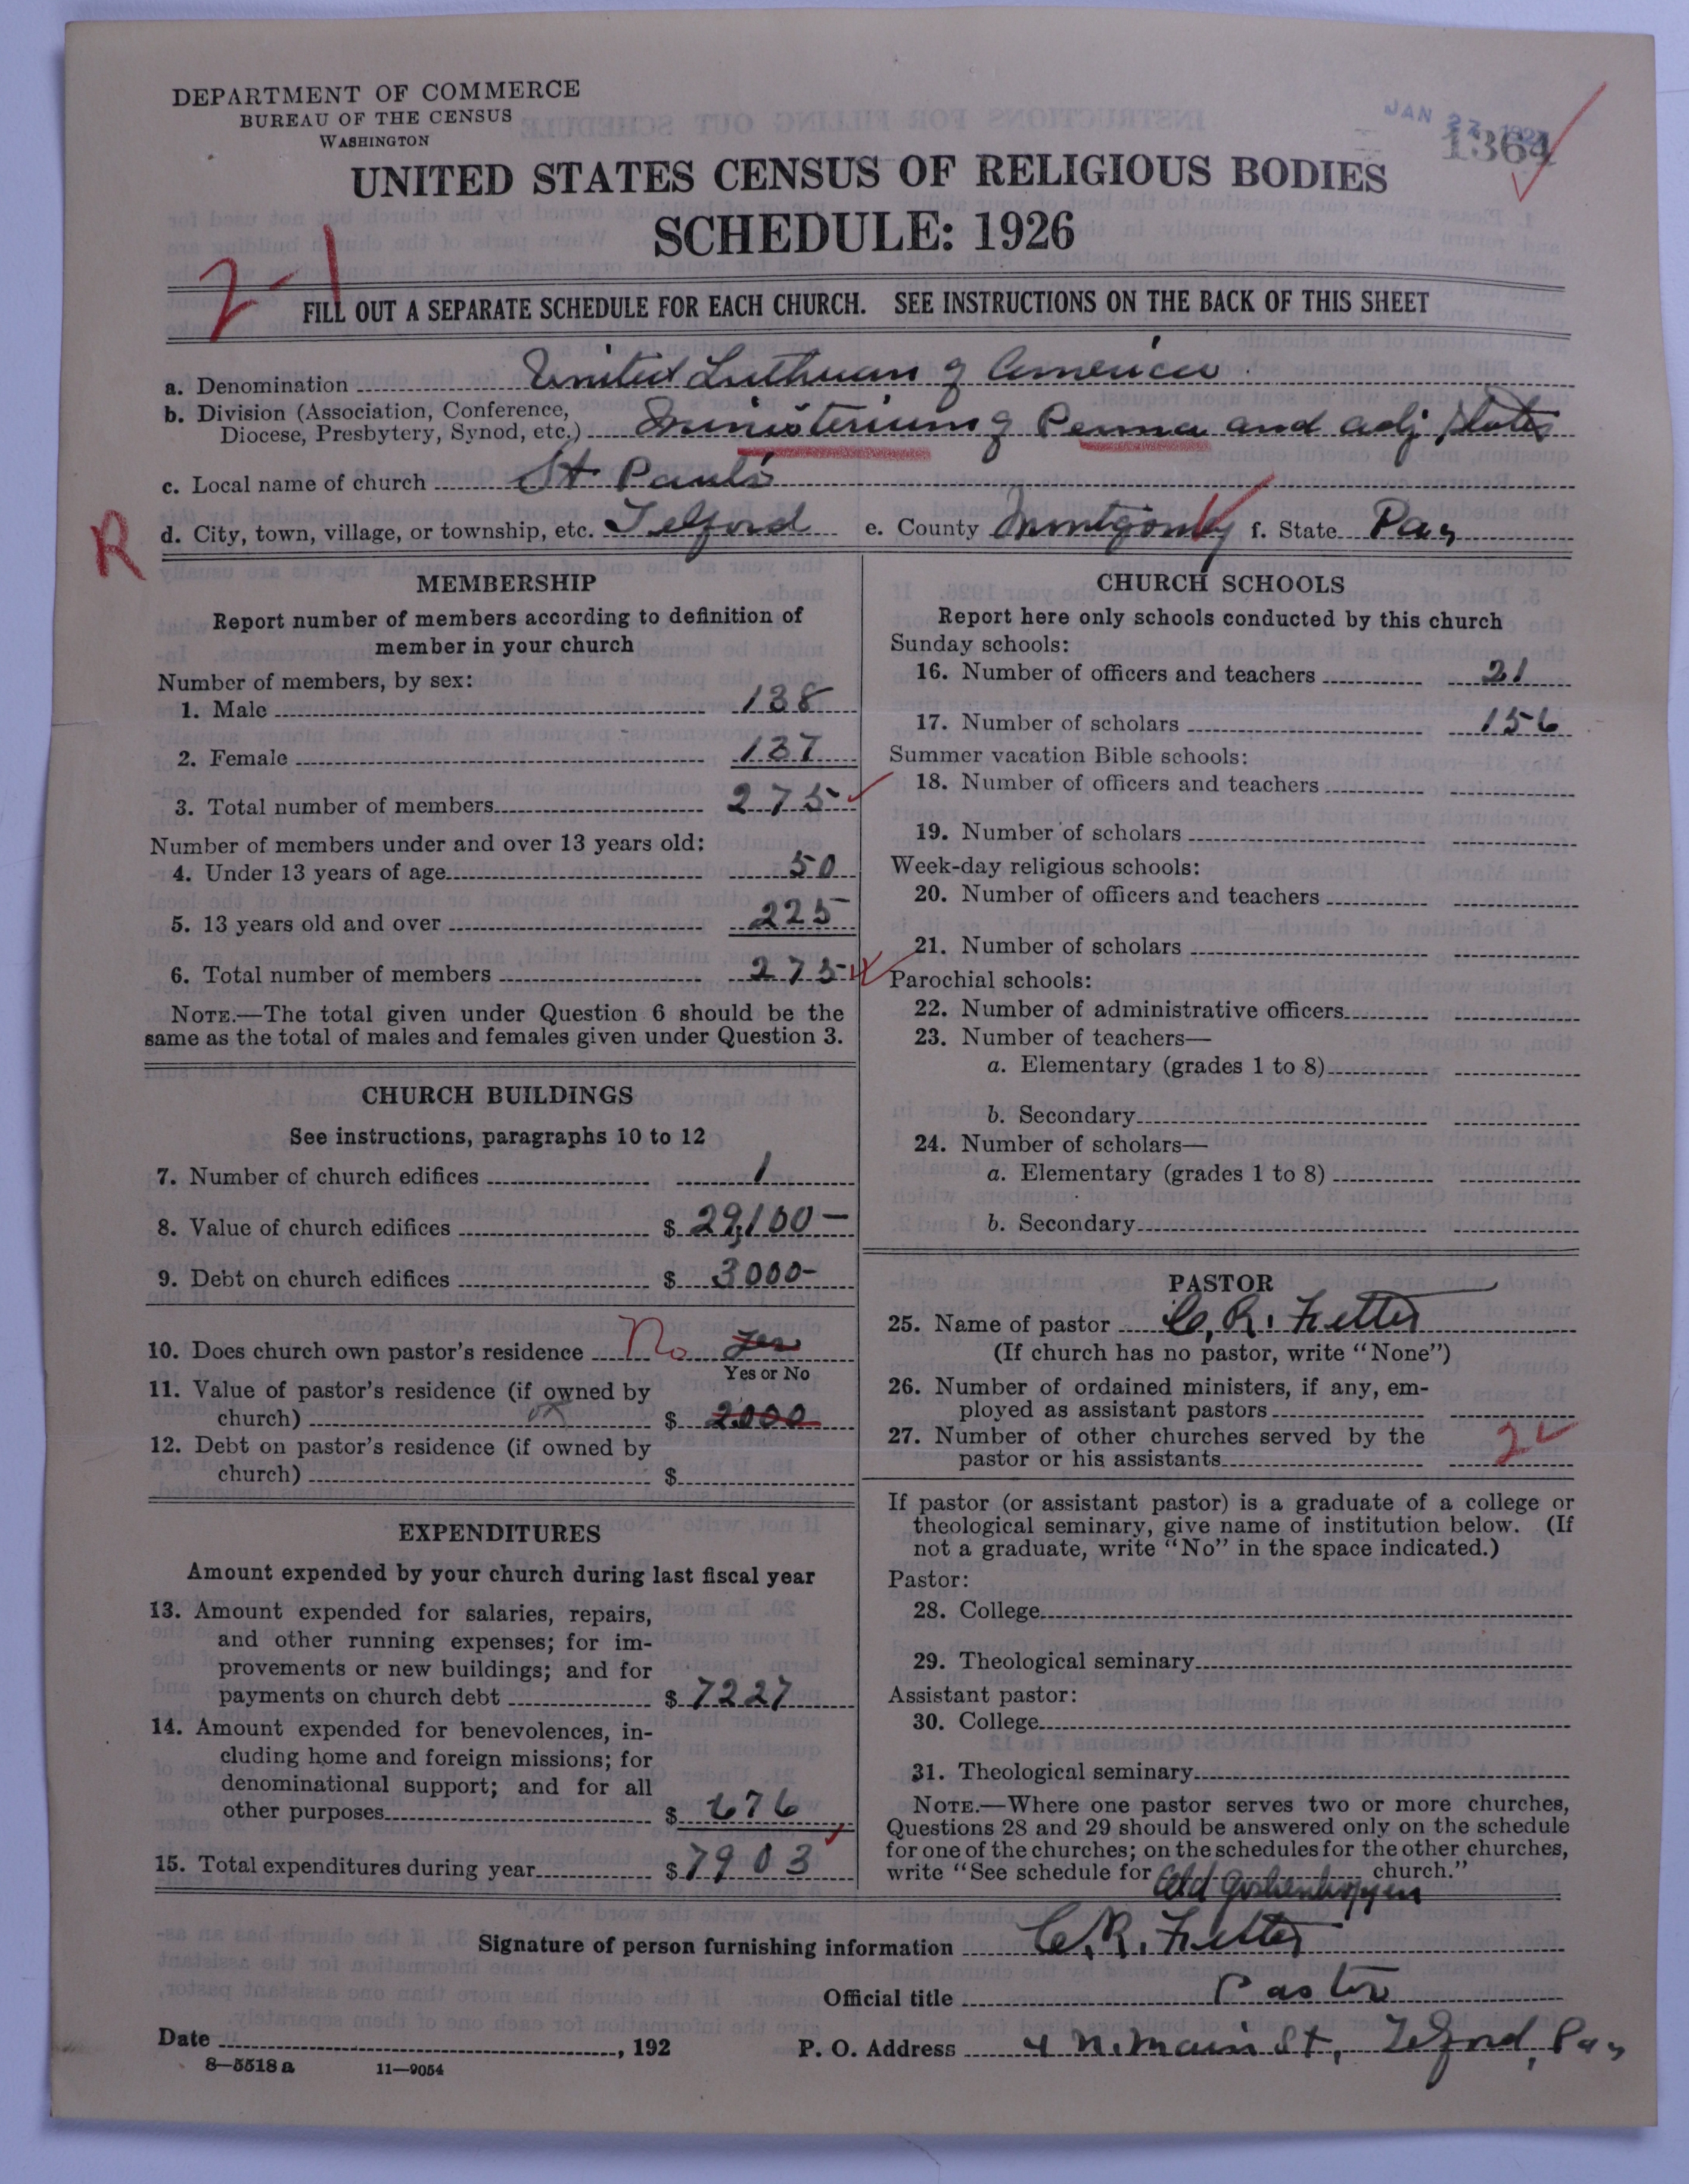 DEPARTMENT OF COMMERCE
BUREAU OF THE CENSUS
WASHINGTON
JAN 27
1364
UNITED STATES CENSUS OF RELIGIOUS BODIES
SCHEDULE: 1926
2-1
FILL OUT A SEPARATE SCHEDULE FOR EACH CHURCH. SEE INSTRUCTIONS ON THE BACK OF THIS SHEET
a. Denomination United Lutheran of America
b. Division (Association, Conference,
Diocese, Presbytery, Synod, etc.) Ministerium of Penna and adj States
c. Local name of church St Paul's
R
d. City, town, village, or township, etc. Telford e. County Montgomery f. State Pa
MEMBERSHIP
Report number of members according to definition of
member in your church
Number of members, by sex:
1. Male 138
2. Female 137
3. Total number of members 275
Number of members under and over 13 years old:
4. Under 13 years of age 50
5. 13 years old and over 225
6. Total number of members 275
NOTE.—The total given under Question 6 should be the
same as the total of males and females given under Question 3.
CHURCH BUILDINGS
See instructions, paragraphs 10 to 12
7. Number of church edifices 1
8. Value of church edifices $ 29,100-
9. Debt on church edifices $ 3000-
10. Does church own pastor's residence No Yes
Yes or No
11. Value of pastor's residence (if owned by
church) OK $ 2000
12. Debt on pastor's residence (if owned by
church) $
EXPENDITURES
Amount expended by your church during last fiscal year
13. Amount expended for salaries, repairs,
and other running expenses; for im-
provements or new buildings; and for
payments on church debt $ 7227
14. Amount expended for benevolences, in-
cluding home and foreign missions; for
denominational support; and for all
other purposes $ 676
15. Total expenditures during year $ 7903
CHURCH SCHOOLS
Report here only schools conducted by this church
Sunday schools:
16. Number of officers and teachers 21
17. Number of scholars 156
Summer vacation Bible schools:
18. Number of officers and teachers
19. Number of scholars
Week-day religious schools:
20. Number of officers and teachers
21. Number of scholars
Parochial schools:
22. Number of administrative officers
23. Number of teachers—
a. Elementary (grades 1 to 8)
b. Secondary
24. Number of scholars—
a. Elementary (grades 1 to 8)
b. Secondary
PASTOR
25. Name of pastor C. R. Fetter
(If church has no pastor, write "None")
26. Number of ordained ministers, if any, em-
ployed as assistant pastors
27. Number of other churches served by the
pastor or his assistants 2
If pastor (or assistant pastor) is a graduate of a college or
theological seminary, give name of institution below. (If
not a graduate, write "No" in the space indicated.)
Pastor:
28. College
29. Theological seminary
Assistant pastor:
30. College
31. Theological seminary
NOTE.—Where one pastor serves two or more churches,
Questions 28 and 29 should be answered only on the schedule
for one of the churches; on the schedules for the other churches,
write "See schedule for Old Goshenhoppen church."
Signature of person furnishing information C. R. Fetter
Official title Pastor
Date , 192 P. O. Address 4 N. Main St, Telford, Pa
8—5518 a 11—9054